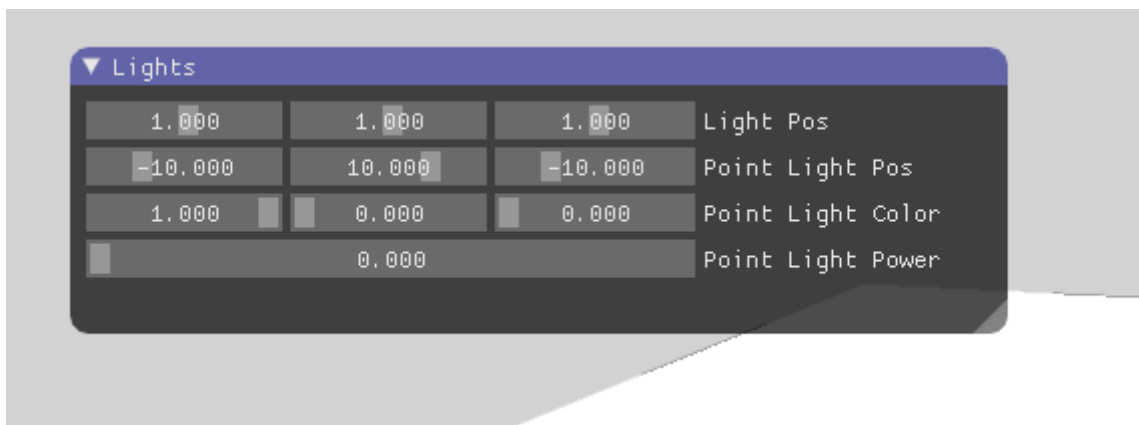 Lights
1.000 1.000 1.000 Light Pos
-10.000 10.000 -10.000 Point Light Pos
1.000 0.000 0.000 Point Light Color
0.000 Point Light Power